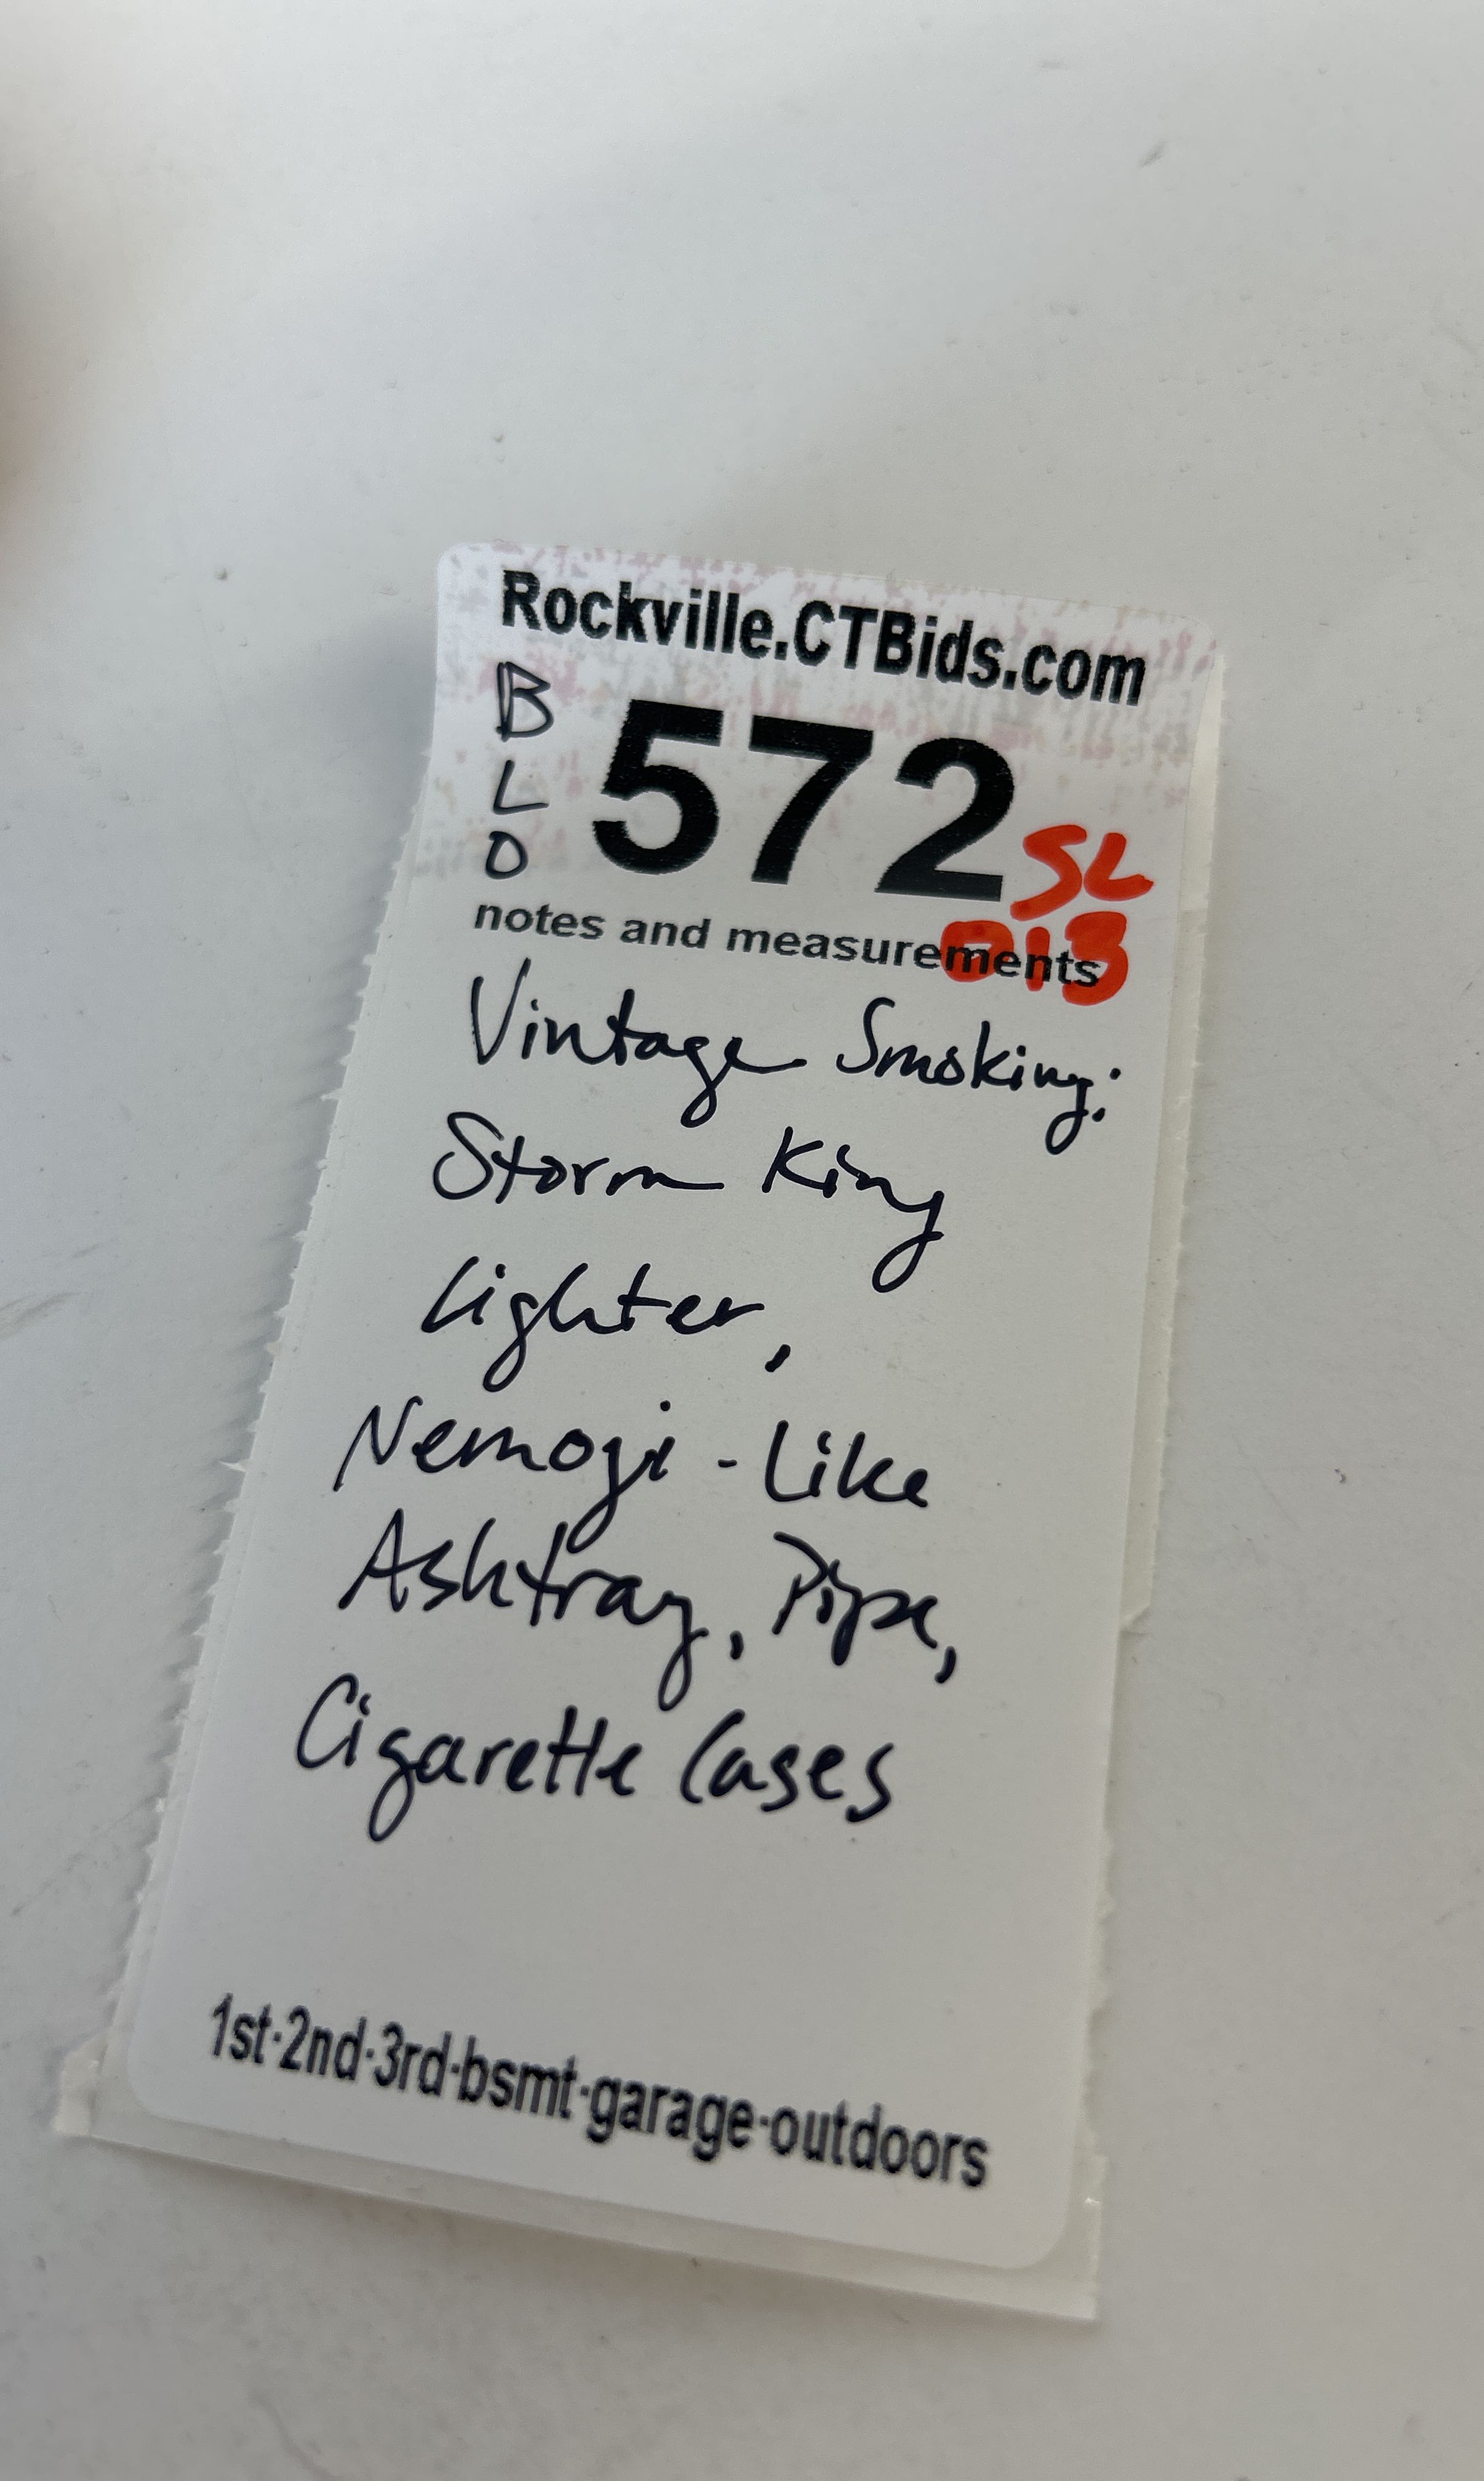 Rockville.CTBids.com
B
L
O
572
SL
013
notes and measurements
Vintage Smoking:
Storm King
Lighter,
Nemoji-Like
Ashtray, Pipe,
Cigarette Cases
1st·2nd·3rd·bsmt·garage·outdoors